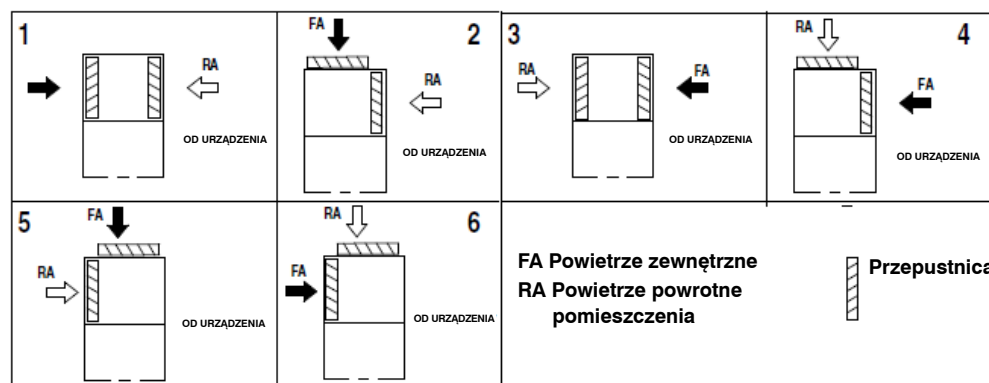 1
RA
OD URZĄDZENIA
FA
2
RA
OD URZĄDZENIA
3
RA
FA
OD URZĄDZENIA
RA
4
FA
OD URZĄDZENIA
5
FA
RA
OD URZĄDZENIA
RA
6
FA
OD URZĄDZENIA
FA Powietrze zewnętrzne
RA Powietrze powrotne
pomieszczenia
Przepustnica